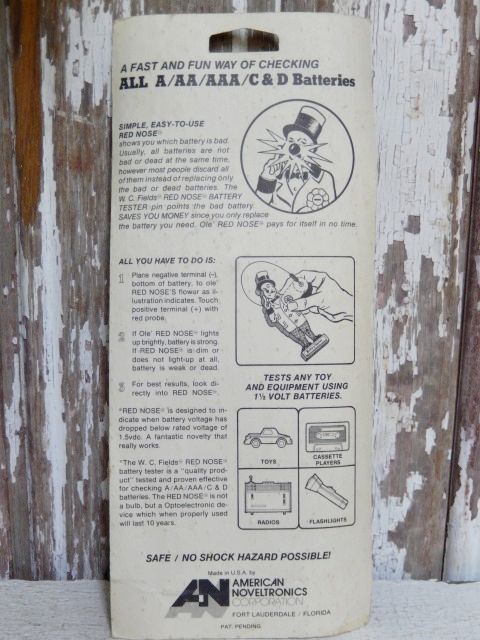 A FAST AND FUN WAY OF CHECKING
ALL A/AA/AAA/C & D Batteries
SIMPLE, EASY-TO-USE
RED NOSE®
shows you which battery is bad.
Usually, all batteries are not
bad or dead at the same time,
however most people discard all
of them instead of replacing only
the bad or dead batteries. The
W. C. Fields® RED NOSE® BATTERY
TESTER pin points the bad battery.
SAVES YOU MONEY since you only replace
the battery you need. Ole' RED NOSE® pays for itself in no time.
ALL YOU HAVE TO DO IS:
1 Place negative terminal (–),
bottom of battery, to ole'
RED NOSE'S flower as il-
lustration indicates. Touch
positive terminal (+) with
red probe.
2 If Ole' RED NOSE® lights
up brightly, battery is strong.
If RED NOSE® is dim or
does not light-up at all,
battery is weak or dead.
3 For best results, look di-
rectly into RED NOSE®.
"RED NOSE® is designed to in-
dicate when battery voltage has
dropped below rated voltage of
1.5vdc. A fantastic novelty that
really works.
"The W. C. Fields® RED NOSE®
battery tester is a "quality prod-
uct" tested and proven effective
for checking A/AA/AAA/C & D
batteries. The RED NOSE® is not
a bulb, but a Optoelectronic de-
vice which when properly used
will last 10 years.
TESTS ANY TOY
AND EQUIPMENT USING
1½ VOLT BATTERIES.
TOYS
CASSETTE
PLAYERS
RADIOS
FLASHLIGHTS
SAFE / NO SHOCK HAZARD POSSIBLE!
Made in U.S.A. by
AN AMERICAN
NOVELTRONICS
CORPORATION
FORT LAUDERDALE / FLORIDA
PAT. PENDING